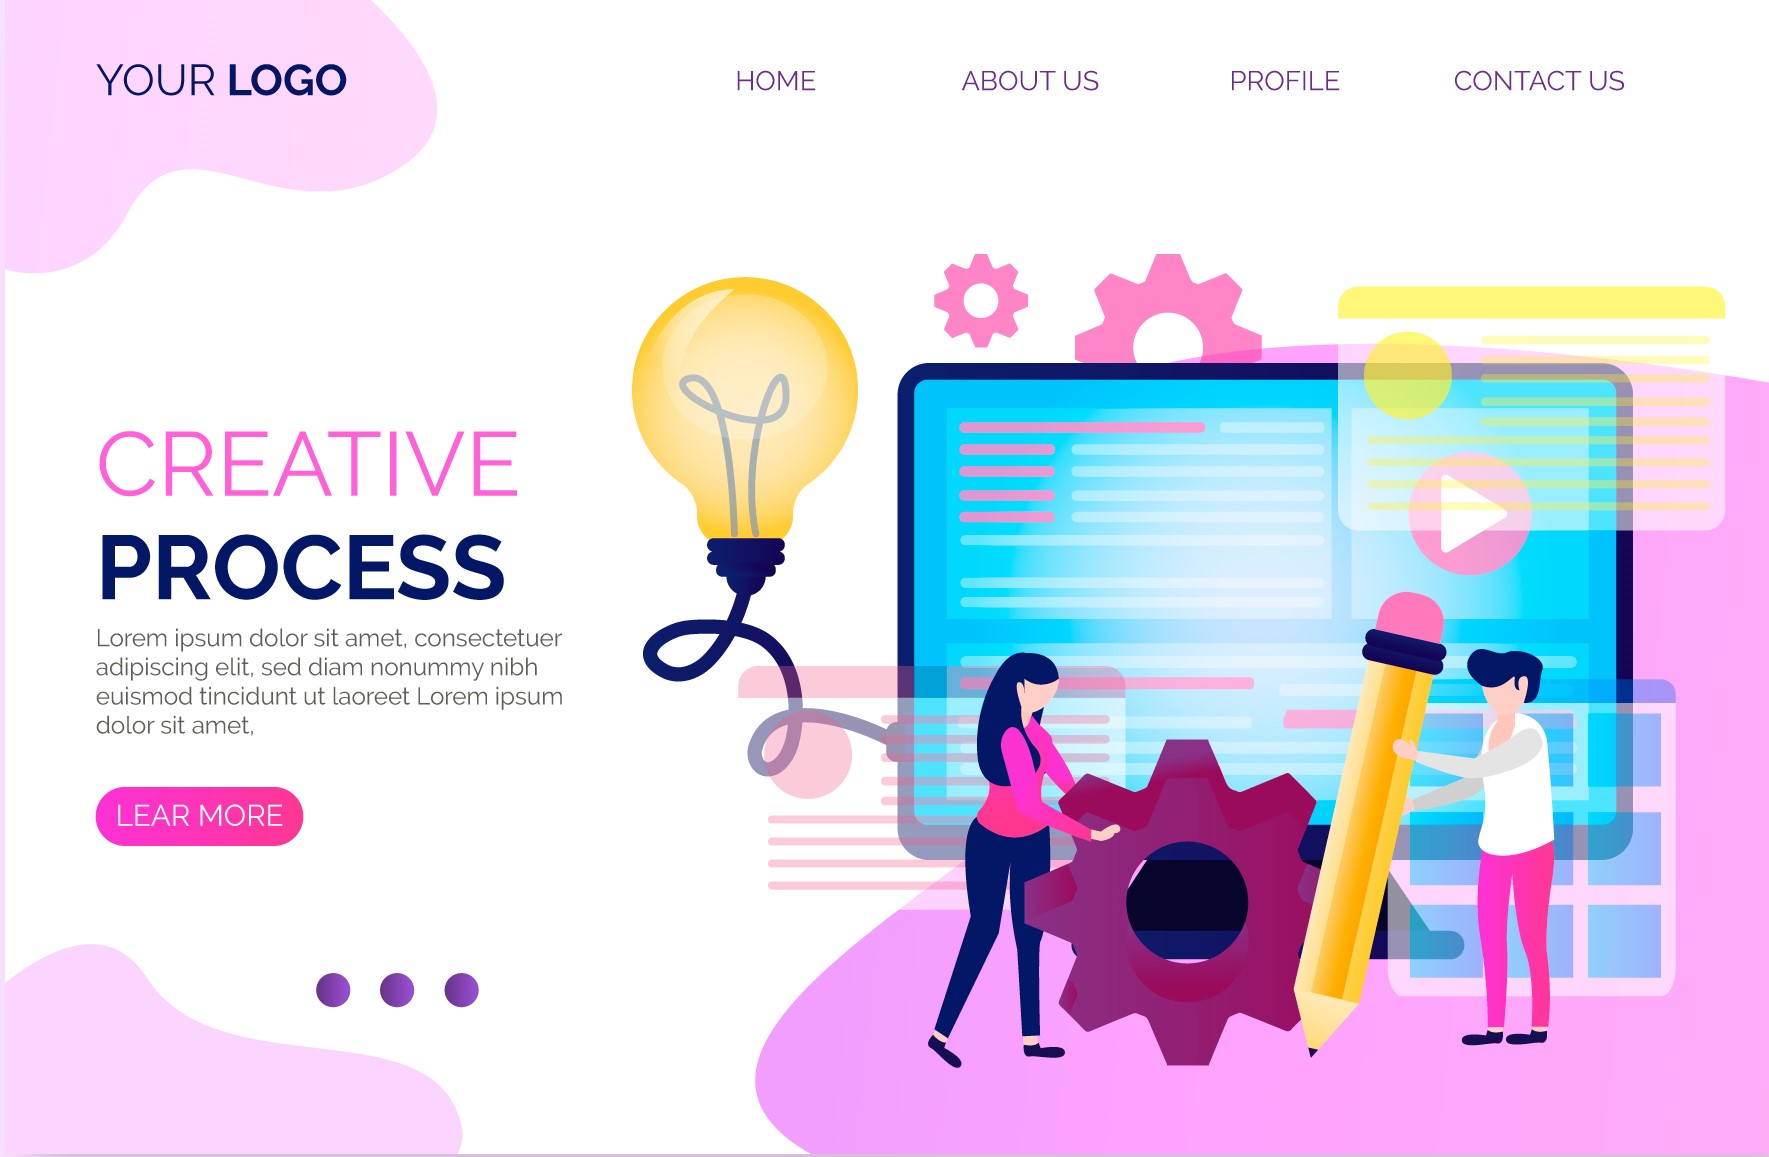 YOUR LOGO
HOME
ABOUT US
PROFILE
CONTACT US
CREATIVE
PROCESS
Lorem ipsum dolor sit amet, consectetuer
adipiscing elit, sed diam nonummy nibh
euismod tincidunt ut laoreet Lorem ipsum
dolor sit amet,
LEAR MORE